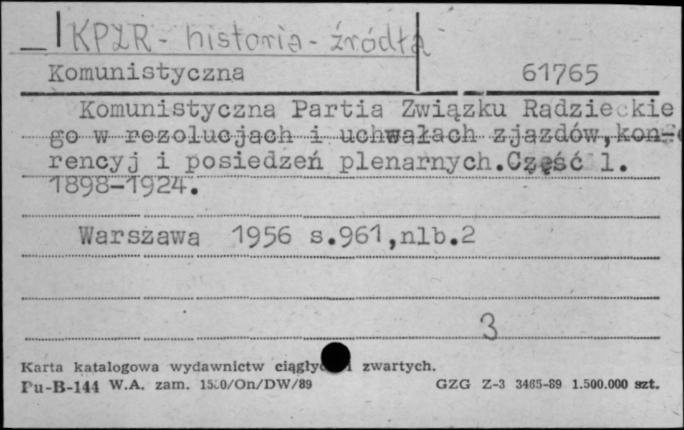 KPZR - historia - źródła
Komunistyczna 61765
Komunistyczna Partia Związku Radzieckie
go w rezolucjach i uchwałach zjazdów, konfe
rencyj i posiedzeń plenarnych. Część 1.
1898-1924.
Warszawa 1956 s.961,nlb.2
3
Karta katalogowa wydawnictw ciągłych i zwartych.
Pu-B-144 W.A. zam. 1500/On/DW/89 GZG Z-3 3465-89 1.500.000 szt.